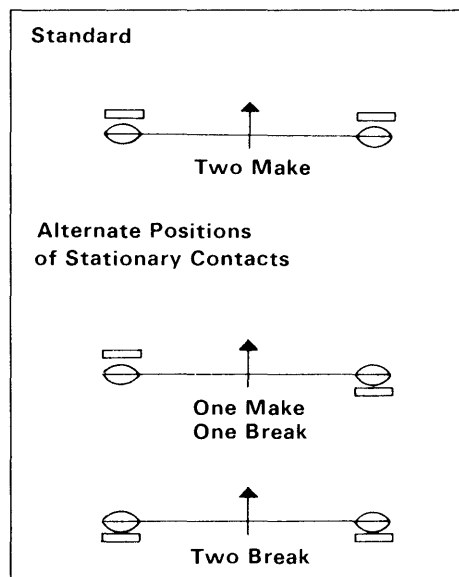 Standard
Two Make
Alternate Positions
of Stationary Contacts
One Make
One Break
Two Break